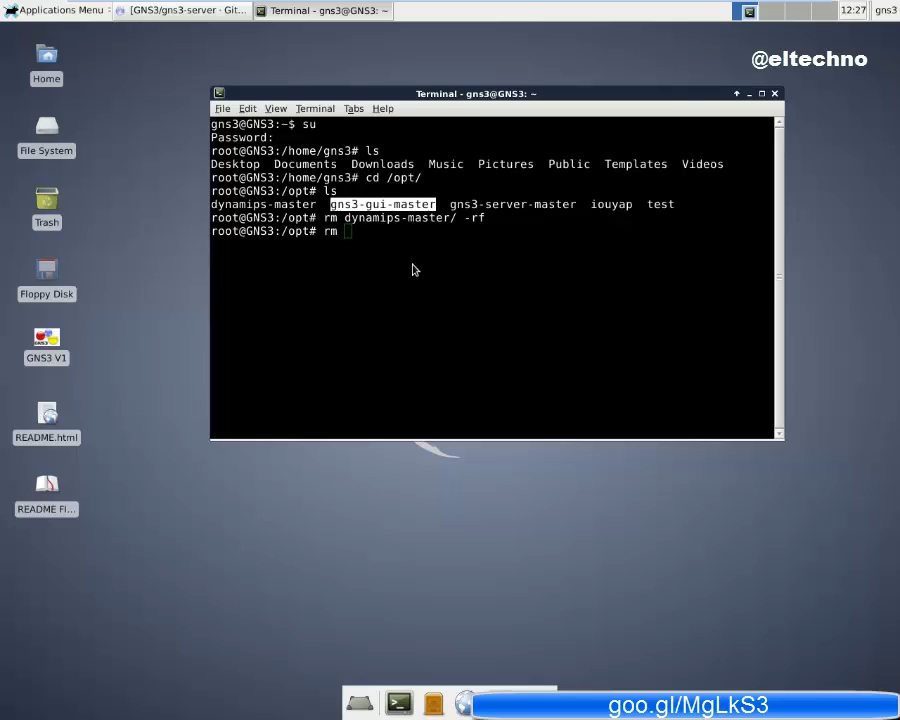 Applications Menu
[GNS3/gns3-server - Git...
Terminal - gns3@GNS3: ~
12:27
gns3
@eltechno
Home
File System
Trash
Floppy Disk
GNS3 V1
README.html
README Fl...
Terminal - gns3@GNS3: ~
File Edit View Terminal Tabs Help
gns3@GNS3:~$ su
Password:
root@GNS3:/home/gns3# ls
Desktop Documents Downloads Music Pictures Public Templates Videos
root@GNS3:/home/gns3# cd /opt/
root@GNS3:/opt# ls
dynamips-master gns3-gui-master gns3-server-master iouyap test
root@GNS3:/opt# rm dynamips-master/ -rf
root@GNS3:/opt# rm
goo.gl/MgLkS3